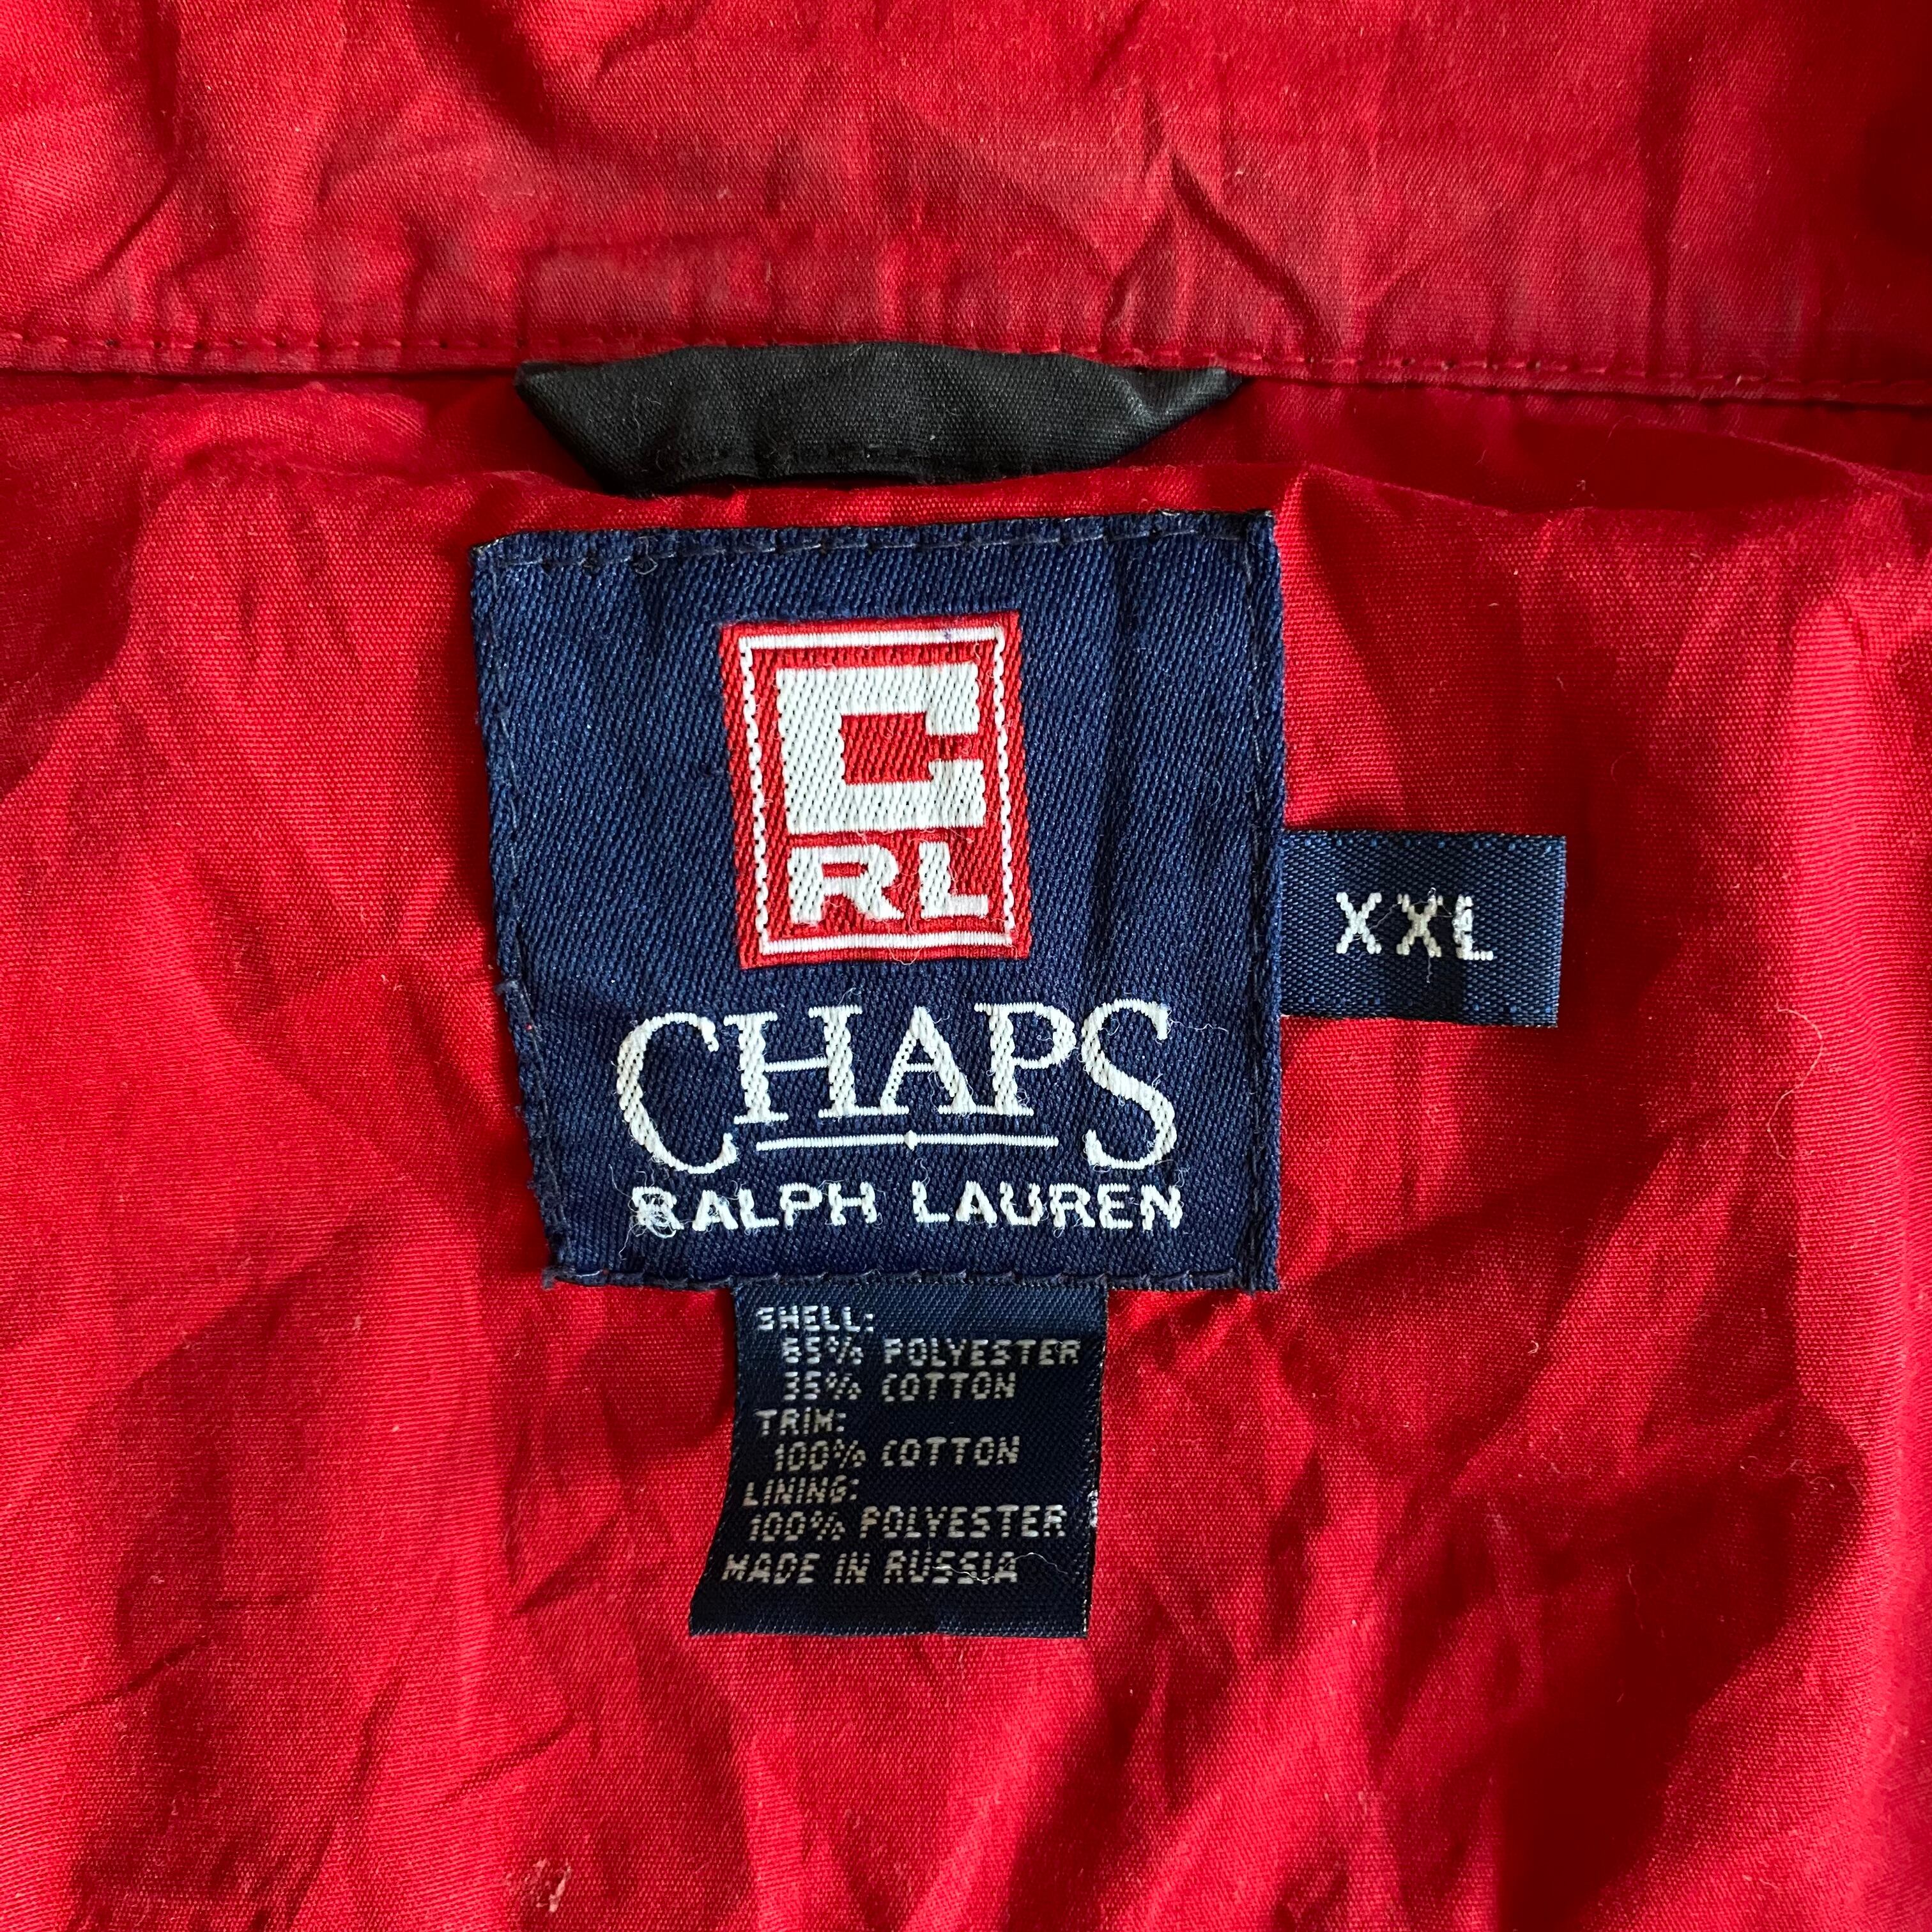 C
RL
CHAPS
RALPH LAUREN
XXL
SHELL:
65% POLYESTER
35% COTTON
TRIM:
100% COTTON
LINING:
100% POLYESTER
MADE IN RUSSIA